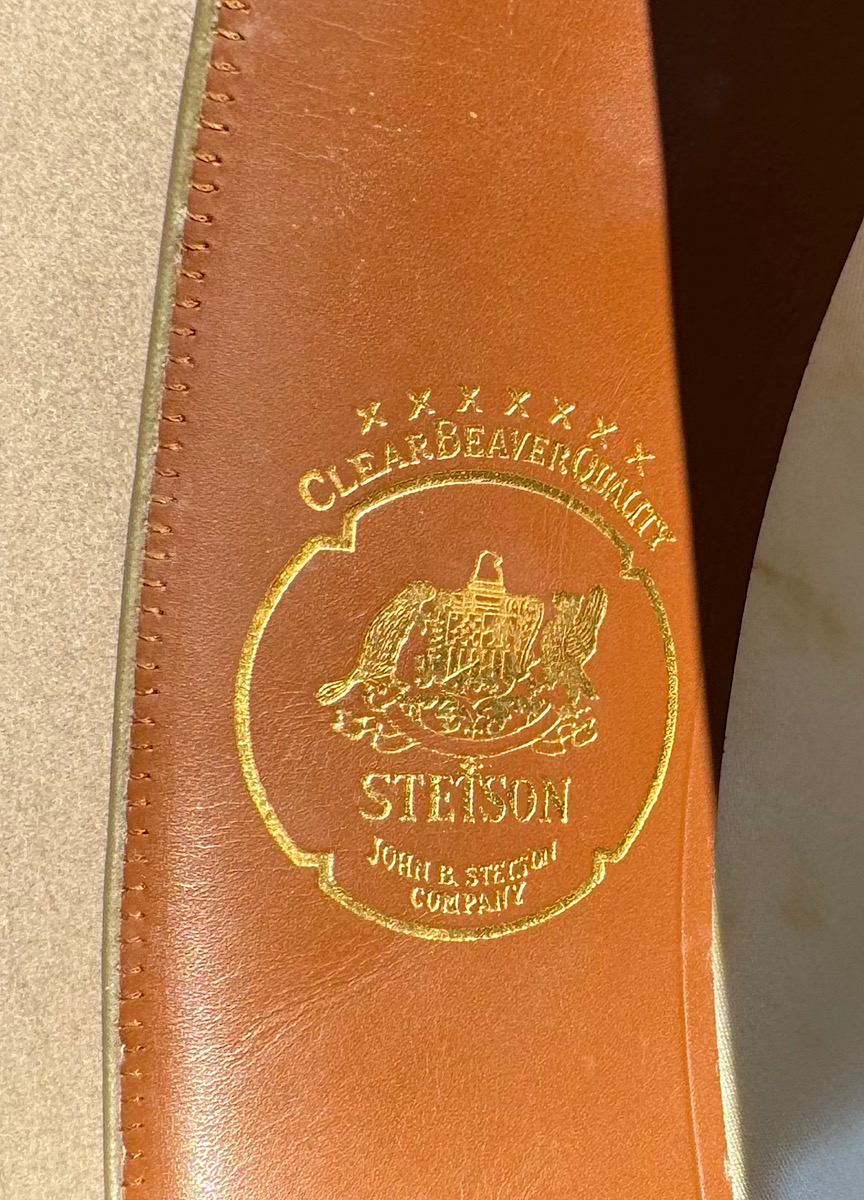 X X X X X X X
CLEAR BEAVER QUALITY
STETSON
JOHN B. STETSON
COMPANY